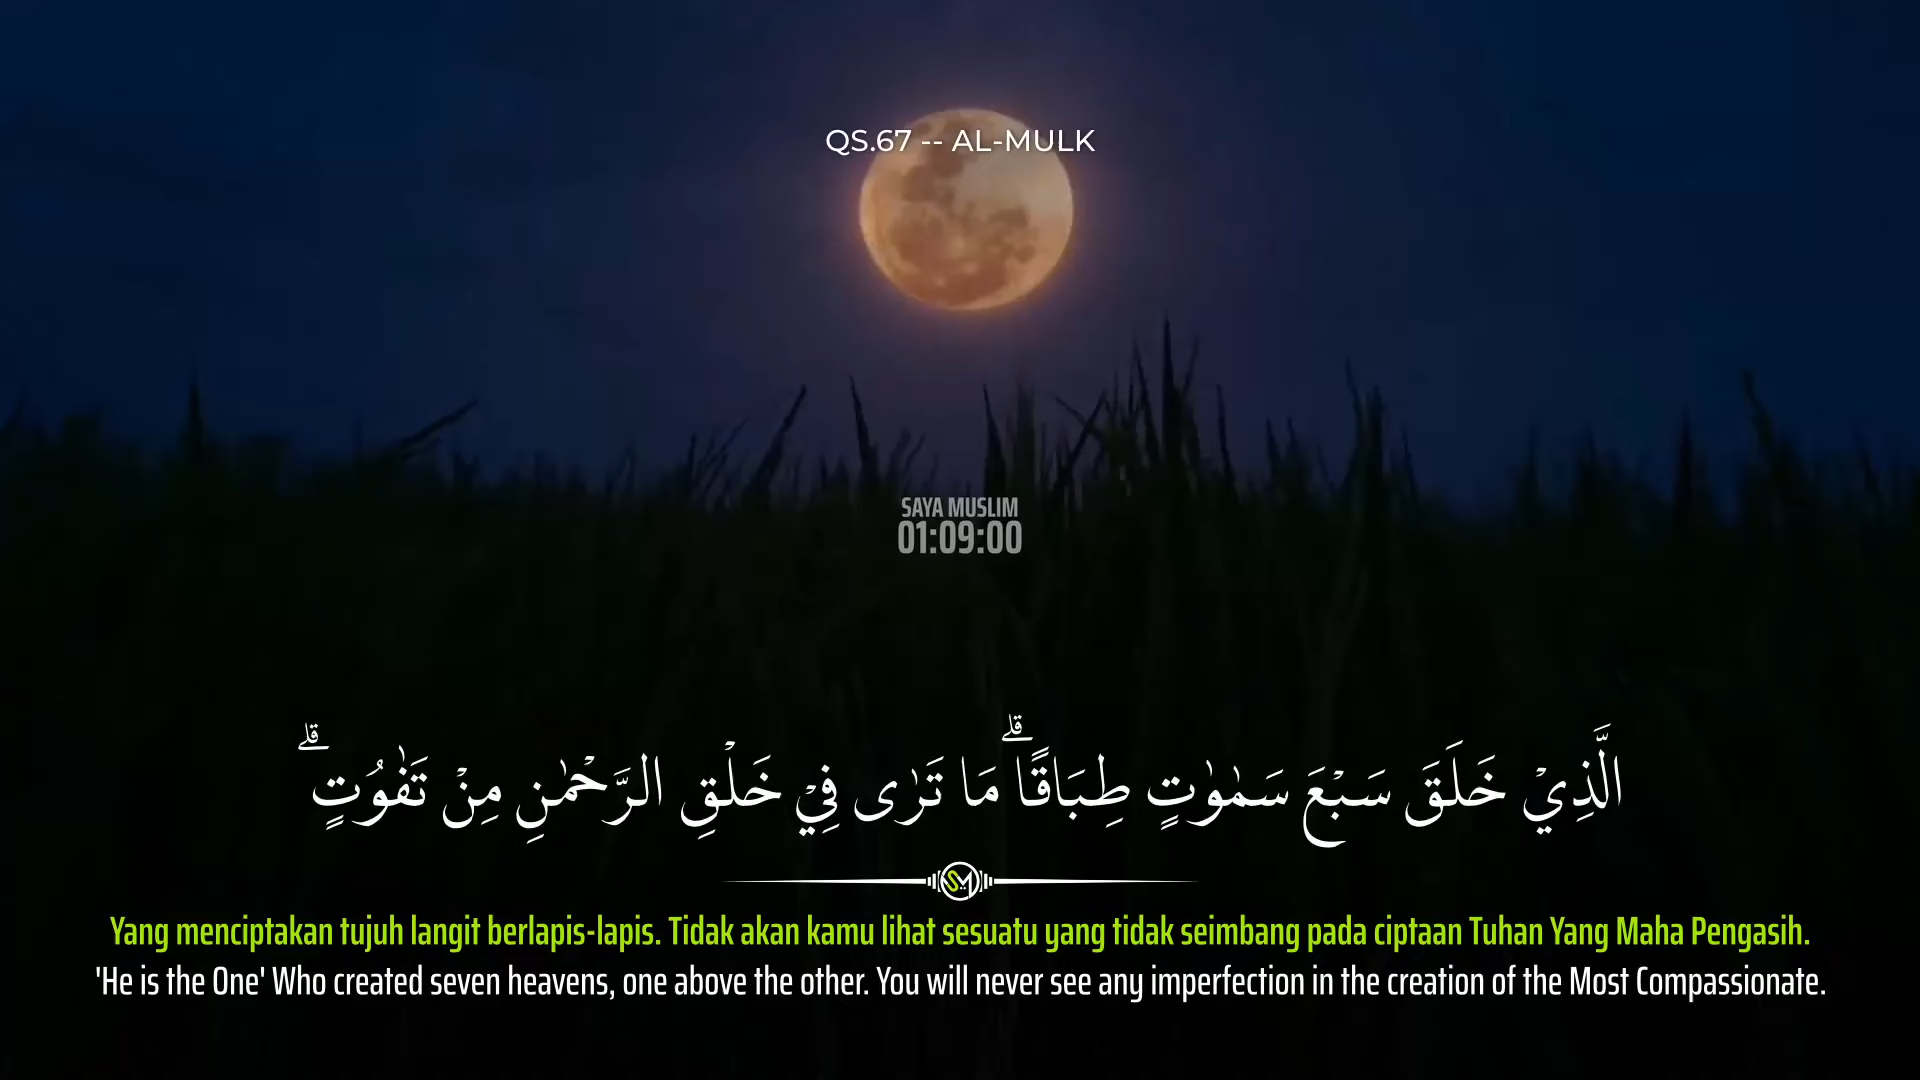 QS.67 -- AL-MULK
SAYA MUSLIM
01:09:00
الَّذِيْ خَلَقَ سَبْعَ سَمٰوٰتٍ طِبَاقًاۗ مَا تَرٰى فِيْ خَلْقِ الرَّحْمٰنِ مِنْ تَفٰوُتٍۗ
SM
Yang menciptakan tujuh langit berlapis-lapis. Tidak akan kamu lihat sesuatu yang tidak seimbang pada ciptaan Tuhan Yang Maha Pengasih.
'He is the One' Who created seven heavens, one above the other. You will never see any imperfection in the creation of the Most Compassionate.